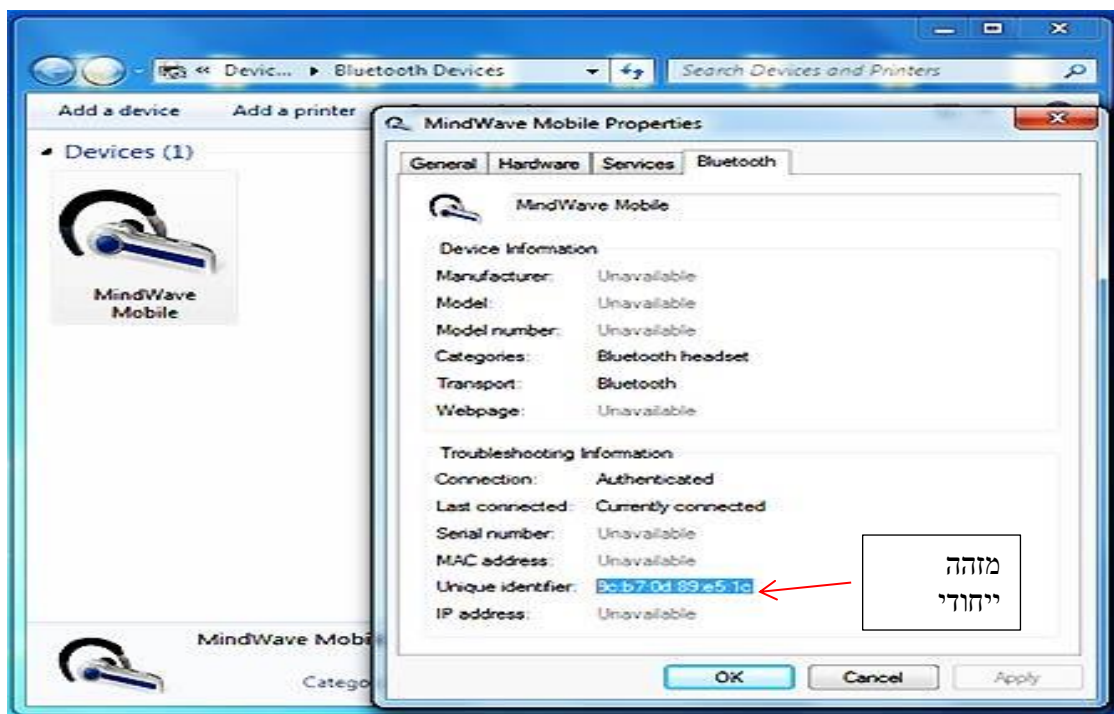 « Devic... ▸ Bluetooth Devices
Search Devices and Printers
Add a device Add a printer
Devices (1)
MindWave
Mobile
MindWave Mobile Properties
General Hardware Services Bluetooth
MindWave Mobile
Device Information
Manufacturer: Unavailable
Model: Unavailable
Model number: Unavailable
Categories: Bluetooth headset
Transport: Bluetooth
Webpage: Unavailable
Troubleshooting Information
Connection: Authenticated
Last connected: Currently connected
Serial number: Unavailable
MAC address: Unavailable
Unique identifier: 9c:b7:0d:89:e5:1c
IP address: Unavailable
מזהה
ייחודי
MindWave Mobi
Catego
OK Cancel Apply